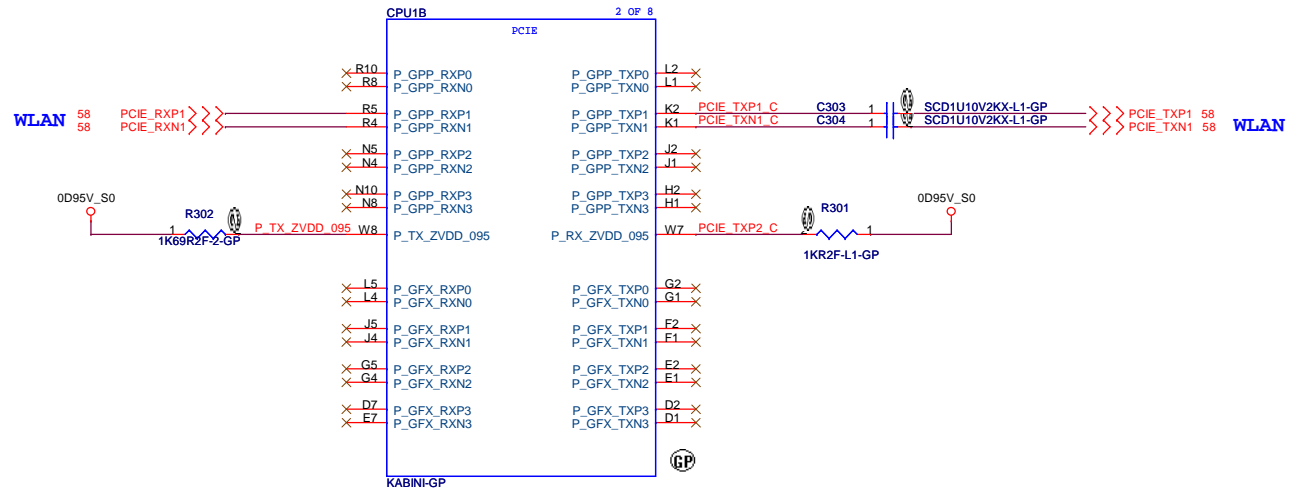 CPU1B 2 OF 8
PCIE
R10 P_GPP_RXP0 P_GPP_TXP0 L2
R8 P_GPP_RXN0 P_GPP_TXN0 L1
WLAN 58 PCIE_RXP1 R5 P_GPP_RXP1 P_GPP_TXP1 K2 PCIE_TXP1_C C303 1 SCD1U10V2KX-L1-GP PCIE_TXP1 58 WLAN
58 PCIE_RXN1 R4 P_GPP_RXN1 P_GPP_TXN1 K1 PCIE_TXN1_C C304 1 SCD1U10V2KX-L1-GP PCIE_TXN1 58
N5 P_GPP_RXP2 P_GPP_TXP2 J2
N4 P_GPP_RXN2 P_GPP_TXN2 J1
N10 P_GPP_RXP3 P_GPP_TXP3 H2
N8 P_GPP_RXN3 P_GPP_TXN3 H1
0D95V_S0 0D95V_S0
R302 R301
1 2 P_TX_ZVDD_095 W8 P_TX_ZVDD_095 P_RX_ZVDD_095 W7 PCIE_TXP2_C 2 1
1K69R2F-2-GP 1KR2F-L1-GP
L5 P_GFX_RXP0 P_GFX_TXP0 G2
L4 P_GFX_RXN0 P_GFX_TXN0 G1
J5 P_GFX_RXP1 P_GFX_TXP1 F2
J4 P_GFX_RXN1 P_GFX_TXN1 F1
G5 P_GFX_RXP2 P_GFX_TXP2 E2
G4 P_GFX_RXN2 P_GFX_TXN2 E1
D7 P_GFX_RXP3 P_GFX_TXP3 D2
E7 P_GFX_RXN3 P_GFX_TXN3 D1
GP
KABINI-GP